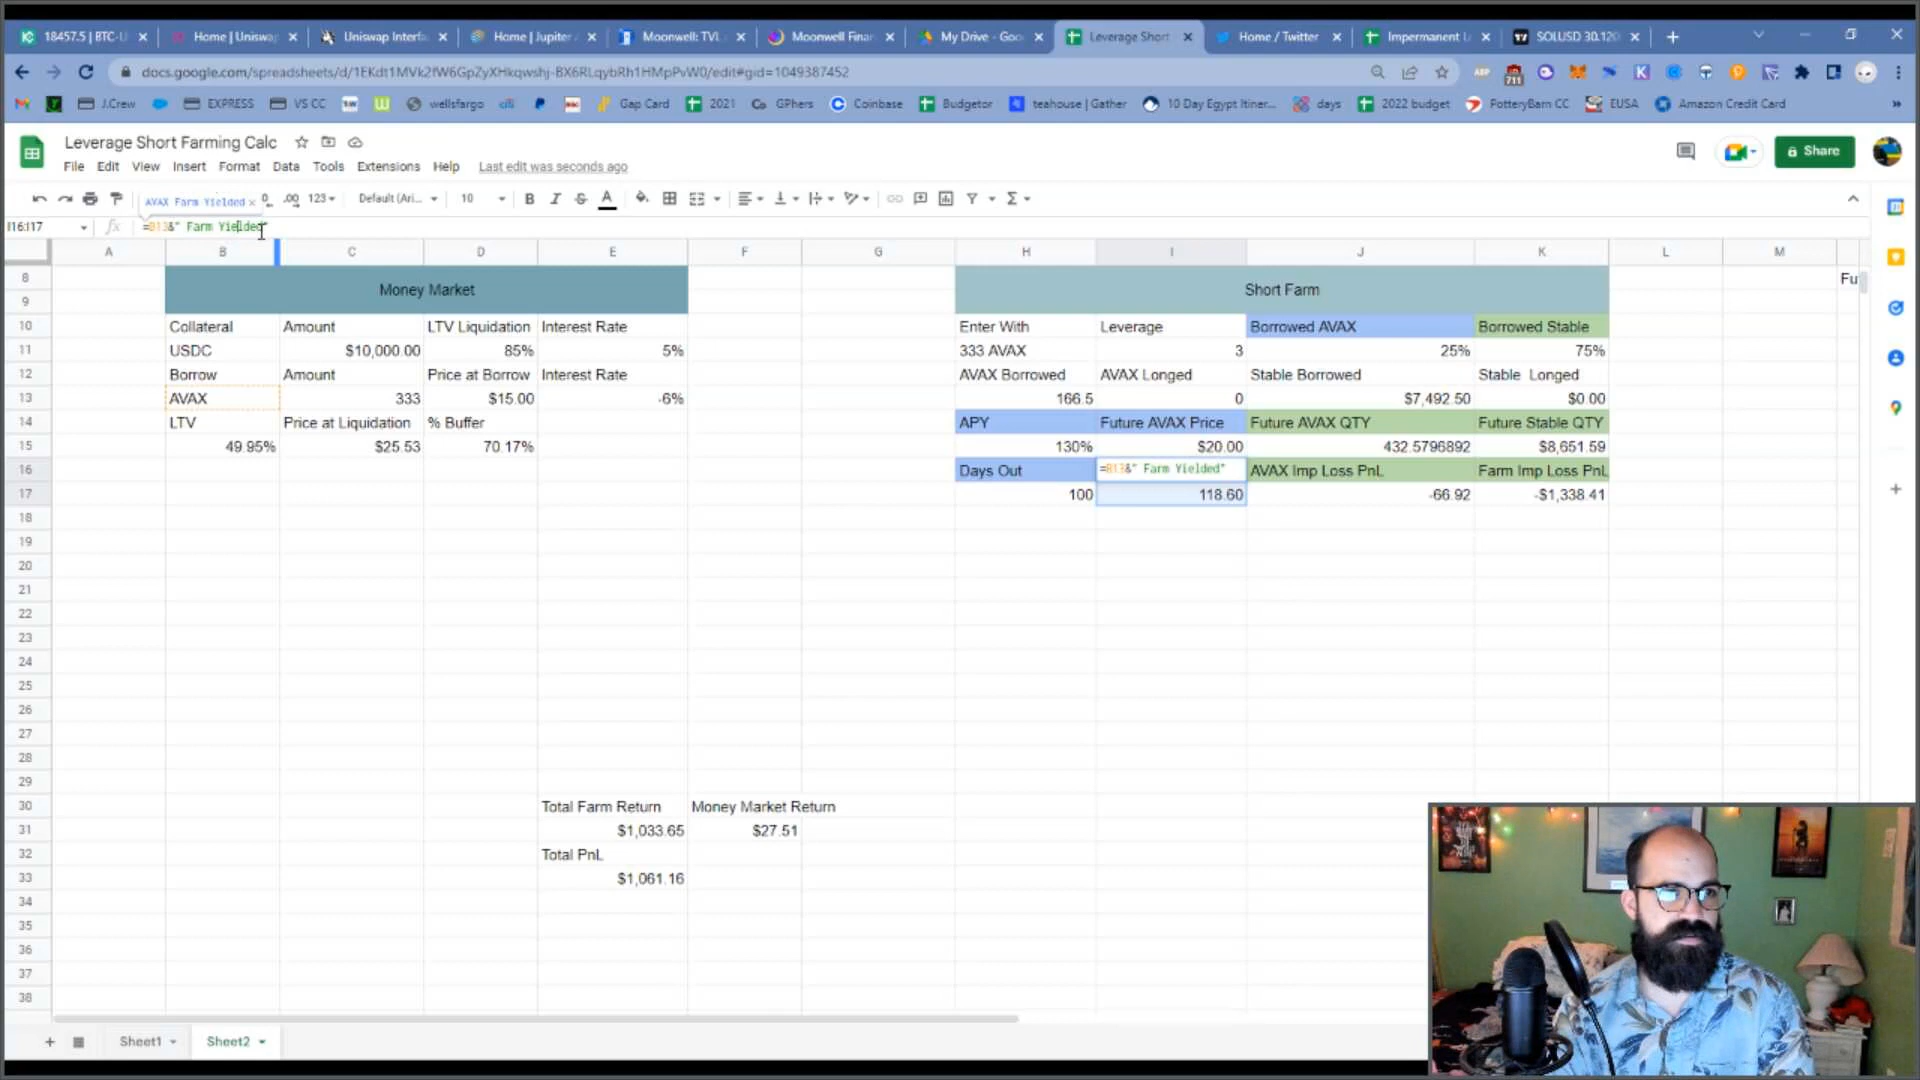 18457.5 | BTC-U
Home | Uniswap
Uniswap Interfa
Home | Jupiter
Moonwell: TVL
Moonwell Finan
My Drive - Goo
Leverage Short
Home / Twitter
Impermanent L
SOLUSD 30.120
docs.google.com/spreadsheets/d/1EKdt1MVk2fW6GpZyXHkqwshj-BX6RLqybRh1HMpPvW0/edit#gid=1049387452
711
J.Crew
EXPRESS
VS CC
wellsfargo
citi
Gap Card
2021
GPhers
Coinbase
Budgetor
teahouse | Gather
10 Day Egypt Itiner...
days
2022 budget
PotteryBarn CC
EUSA
Amazon Credit Card
Leverage Short Farming Calc
Share
File Edit View Insert Format Data Tools Extensions Help Last edit was seconds ago
AVAX Farm Yielded × .00 123 Default (Ari... 10 B I S A
I16:I17 fx =B13&" Farm Yielded"
A B C D E F G H I J K L M
8 Money Market Short Farm Fu
9
10 Collateral Amount LTV Liquidation Interest Rate Enter With Leverage Borrowed AVAX Borrowed Stable
11 USDC $10,000.00 85% 5% 333 AVAX 3 25% 75%
12 Borrow Amount Price at Borrow Interest Rate AVAX Borrowed AVAX Longed Stable Borrowed Stable Longed
13 AVAX 333 $15.00 -6% 166.5 0 $7,492.50 $0.00
14 LTV Price at Liquidation % Buffer APY Future AVAX Price Future AVAX QTY Future Stable QTY
15 49.95% $25.53 70.17% 130% $20.00 432.5796892 $8,651.59
16 Days Out =B13&" Farm Yielded" AVAX Imp Loss PnL Farm Imp Loss PnL
17 100 118.60 -66.92 -$1,338.41
18
19
20
21
22
23
24
25
26
27
28
29
30 Total Farm Return Money Market Return
31 $1,033.65 $27.51
32 Total PnL
33 $1,061.16
34
35
36
37
38
Sheet1 Sheet2